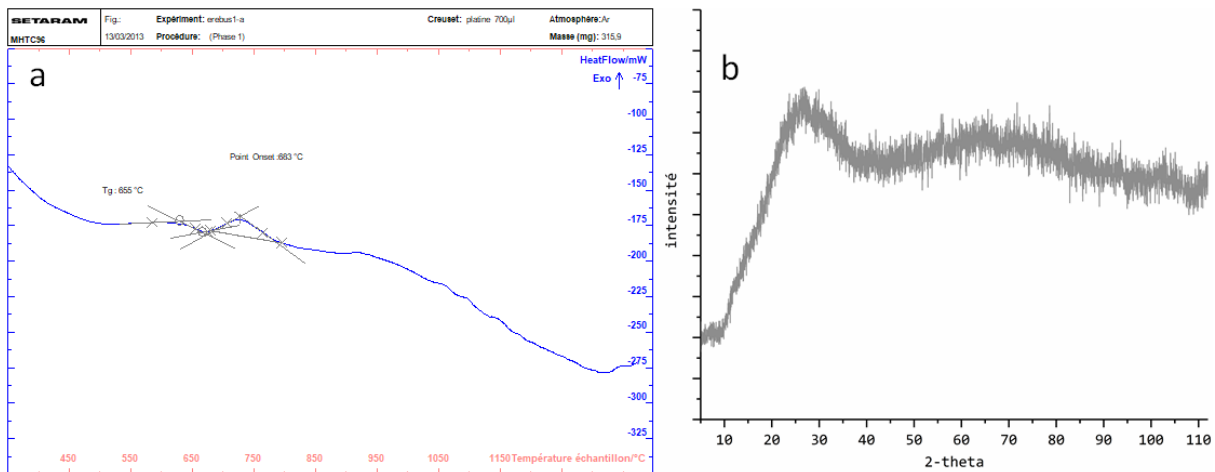 SETARAM Fig.: Expériment: erebus1-a Creuset: platine 700µl Atmosphère:Ar
MHTC96 13/03/2013 Procédure: (Phase 1) Masse (mg): 315,9
a
HeatFlow/mW
Exo
-75
-100
-125
-150
-175
-200
-225
-250
-275
-300
-325
Point Onset :683 °C
Tg : 655 °C
450 550 650 750 850 950 1050 1150 Température échantillon/°C
b
intensité
10 20 30 40 50 60 70 80 90 100 110
2-theta